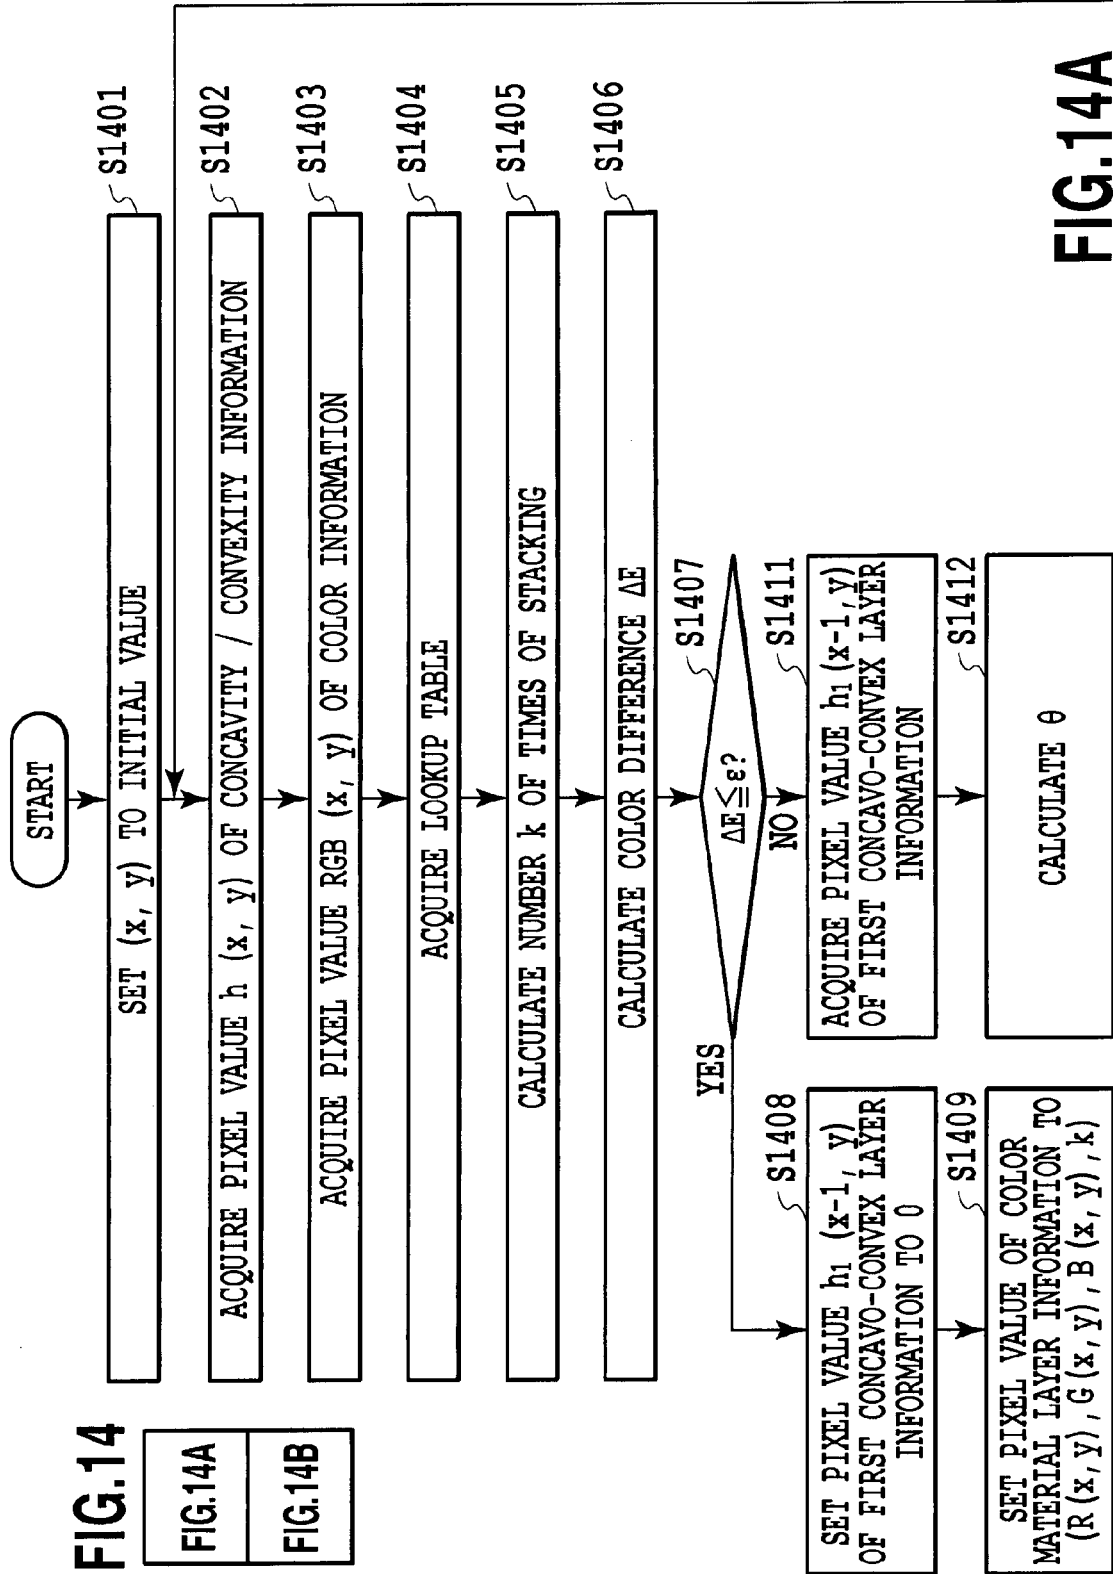 FIG.14
FIG.14A
FIG.14B
START
SET (x, y) TO INITIAL VALUE
S1401
ACQUIRE PIXEL VALUE h (x, y) OF CONCAVITY / CONVEXITY INFORMATION
S1402
ACQUIRE PIXEL VALUE RGB (x, y) OF COLOR INFORMATION
S1403
ACQUIRE LOOKUP TABLE
S1404
CALCULATE NUMBER k OF TIMES OF STACKING
S1405
CALCULATE COLOR DIFFERENCE ΔE
S1406
ΔE≦ε?
S1407
YES
NO
SET PIXEL VALUE h₁ (x-1, y)
OF FIRST CONCAVO-CONVEX LAYER
INFORMATION TO 0
S1408
SET PIXEL VALUE OF COLOR
MATERIAL LAYER INFORMATION TO
(R(x,y),G(x,y),B(x,y),k)
S1409
ACQUIRE PIXEL VALUE h₁(x-1,y)
OF FIRST CONCAVO-CONVEX LAYER
INFORMATION
S1411
CALCULATE θ
S1412
FIG.14A